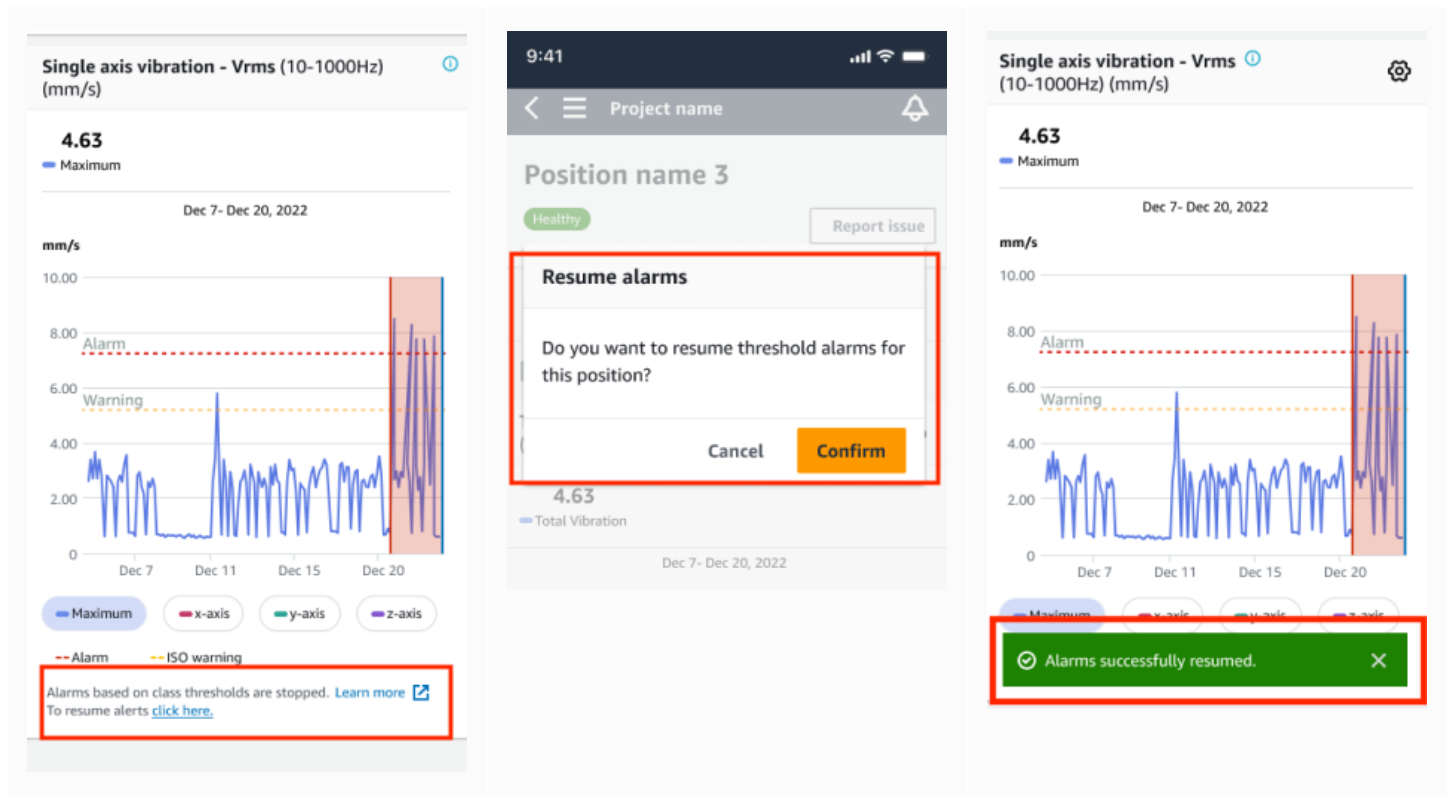 Single axis vibration - Vrms (10-1000Hz)
(mm/s)
4.63
Maximum
Dec 7- Dec 20, 2022
mm/s
10.00
8.00
Alarm
6.00
Warning
4.00
2.00
0
Dec 7 Dec 11 Dec 15 Dec 20
Maximum x-axis y-axis z-axis
Alarm ISO warning
Alarms based on class thresholds are stopped. Learn more
To resume alerts click here.
9:41
Project name
Position name 3
Healthy
Report issue
Resume alarms
Do you want to resume threshold alarms for
this position?
Cancel Confirm
4.63
Total Vibration
Dec 7- Dec 20, 2022
Single axis vibration - Vrms
(10-1000Hz) (mm/s)
4.63
Maximum
Dec 7- Dec 20, 2022
mm/s
10.00
8.00
Alarm
6.00
Warning
4.00
2.00
0
Dec 7 Dec 11 Dec 15 Dec 20
Maximum x-axis y-axis z-axis
Alarms successfully resumed.